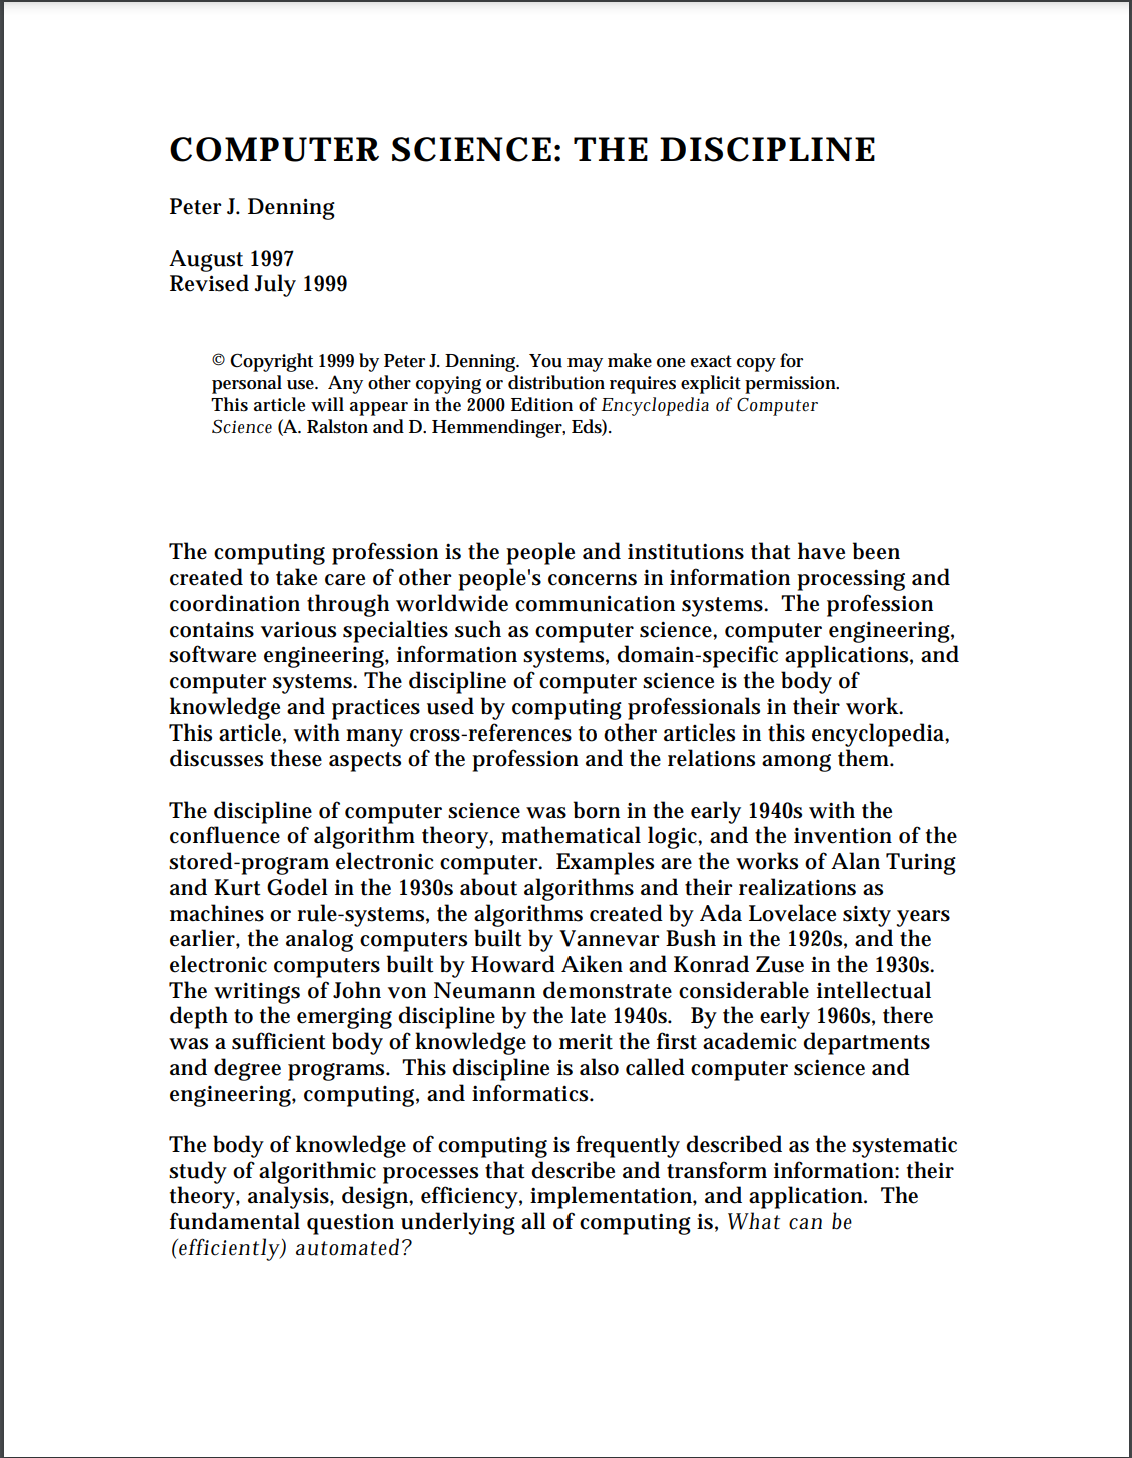 COMPUTER SCIENCE: THE DISCIPLINE
Peter J. Denning
August 1997
Revised July 1999
© Copyright 1999 by Peter J. Denning.  You may make one exact copy for
personal use.  Any other copying or distribution requires explicit permission.
This article will appear in the 2000 Edition of Encyclopedia of Computer
Science (A. Ralston and D. Hemmendinger, Eds).
The computing profession is the people and institutions that have been
created to take care of other people's concerns in information processing and
coordination through worldwide communication systems.  The profession
contains various specialties such as computer science, computer engineering,
software engineering, information systems, domain-specific applications, and
computer systems. The discipline of computer science is the body of
knowledge and practices used by computing professionals in their work.
This article, with many cross-references to other articles in this encyclopedia,
discusses these aspects of the profession and the relations among them.
The discipline of computer science was born in the early 1940s with the
confluence of algorithm theory, mathematical logic, and the invention of the
stored-program electronic computer.  Examples are the works of Alan Turing
and Kurt Godel in the 1930s about algorithms and their realizations as
machines or rule-systems, the algorithms created by Ada Lovelace sixty years
earlier, the analog computers built by Vannevar Bush in the 1920s, and the
electronic computers built by Howard Aiken and Konrad Zuse in the 1930s.
The writings of John von Neumann demonstrate considerable intellectual
depth to the emerging discipline by the late 1940s.   By the early 1960s, there
was a sufficient body of knowledge to merit the first academic departments
and degree programs.  This discipline is also called computer science and
engineering, computing, and informatics.
The body of knowledge of computing is frequently described as the systematic
study of algorithmic processes that describe and transform information: their
theory, analysis, design, efficiency, implementation, and application.  The
fundamental question underlying all of computing is, What can be
(efficiently) automated?